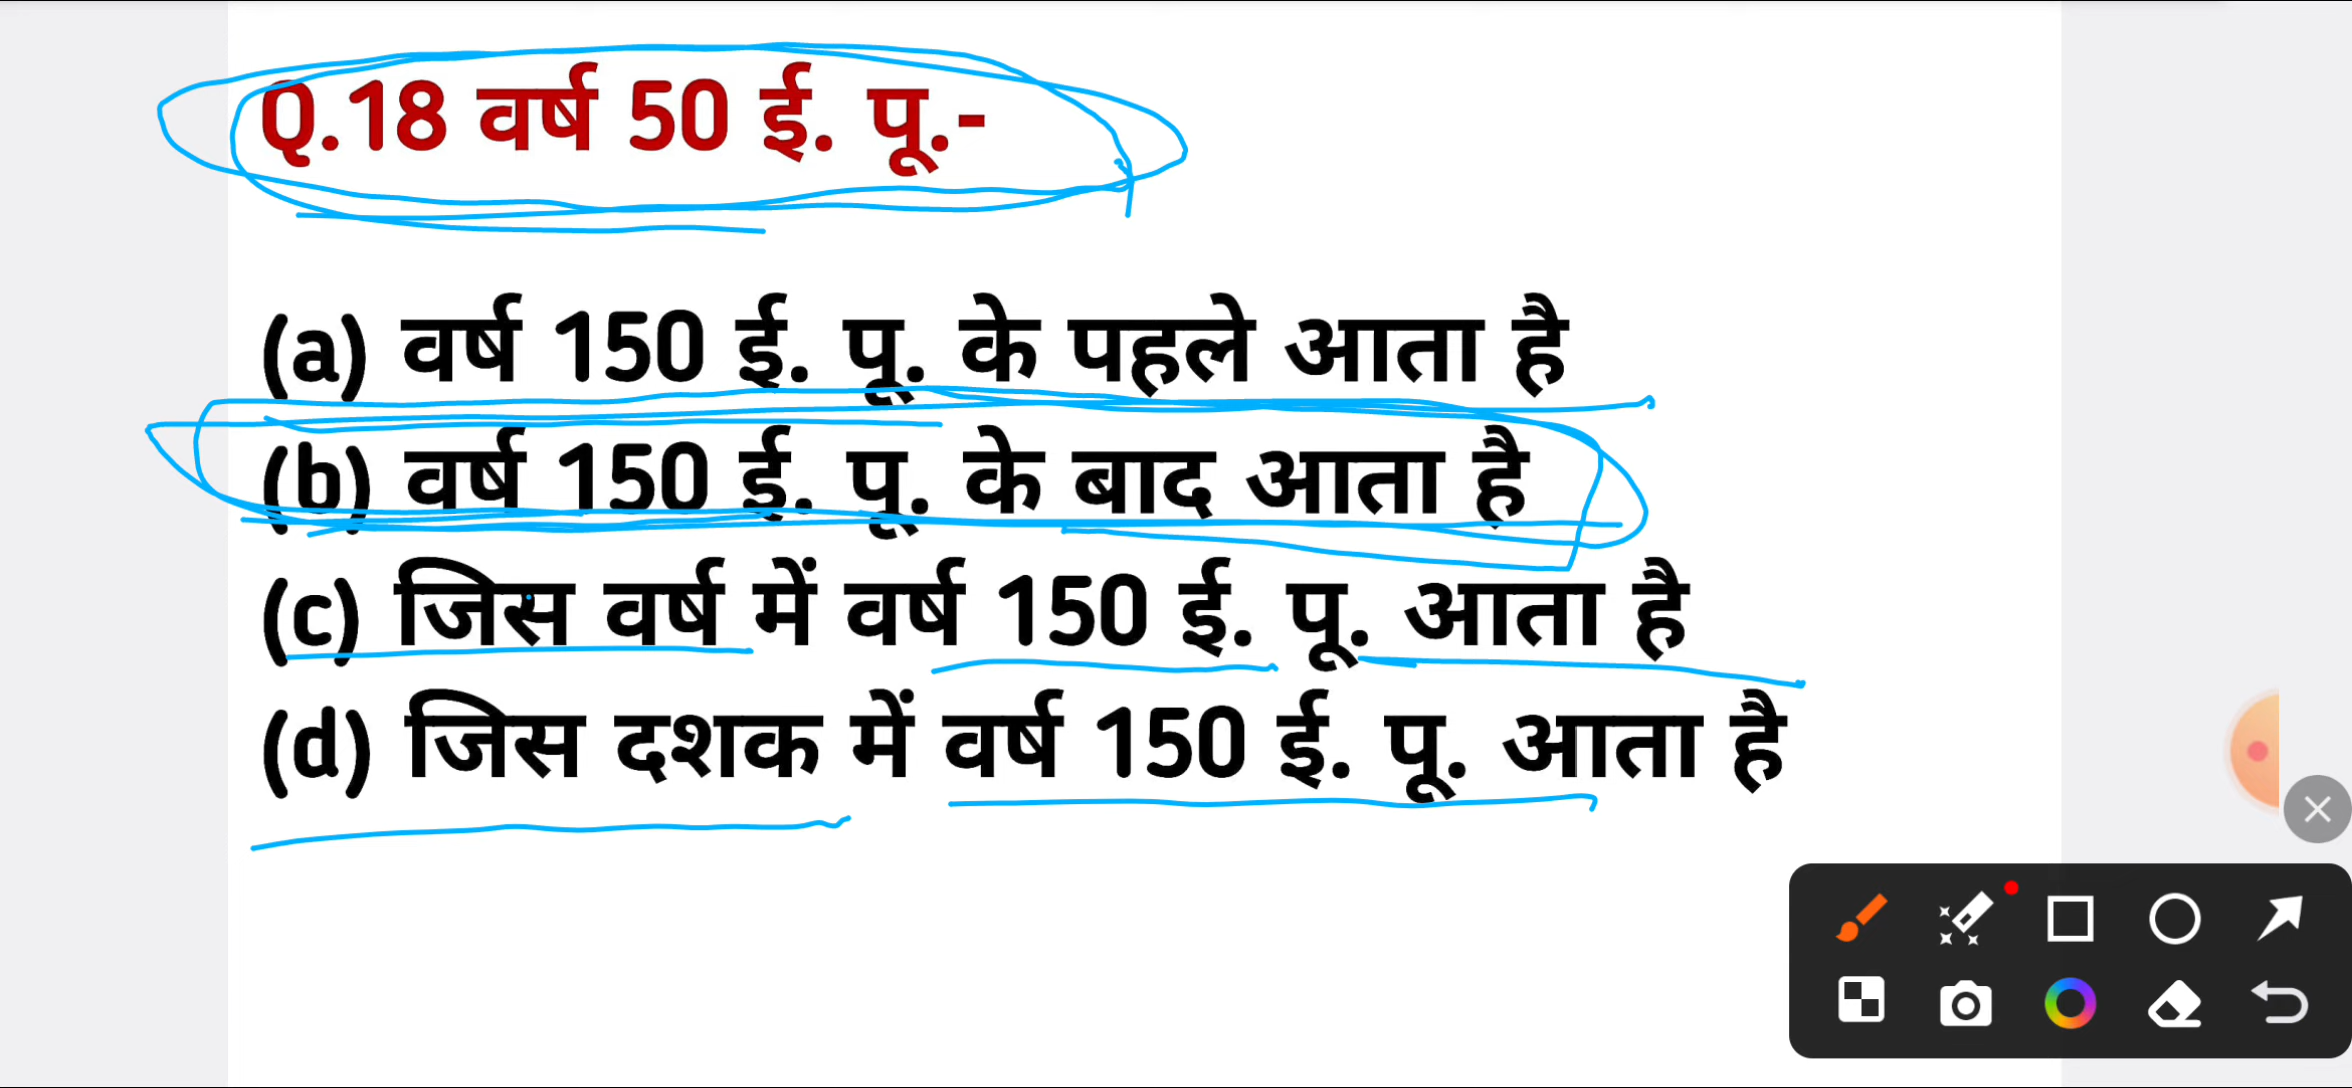 Q.18 वर्ष 50 ई. पू.-
(a) वर्ष 150 ई. पू. के पहले आता है
(b) वर्ष 150 ई. पू. के बाद आता है
(c) जिस वर्ष में वर्ष 150 ई. पू. आता है
(d) जिस दशक में वर्ष 150 ई. पू. आता है